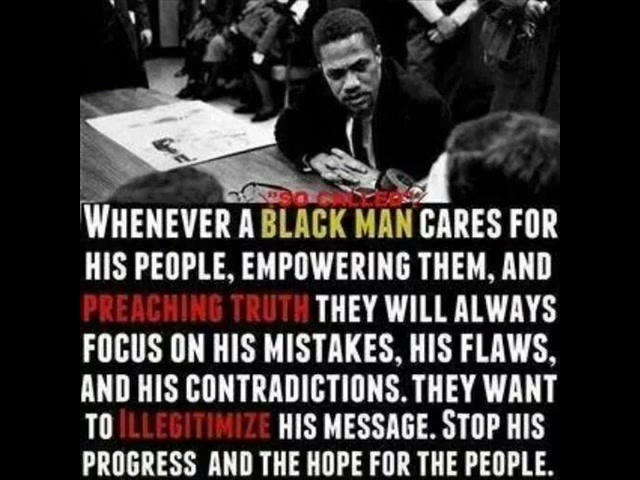 "SO CALLED"
WHENEVER A BLACK MAN CARES FOR
HIS PEOPLE, EMPOWERING THEM, AND
PREACHING TRUTH THEY WILL ALWAYS
FOCUS ON HIS MISTAKES, HIS FLAWS,
AND HIS CONTRADICTIONS. THEY WANT
TO ILLEGITIMIZE HIS MESSAGE. STOP HIS
PROGRESS AND THE HOPE FOR THE PEOPLE.